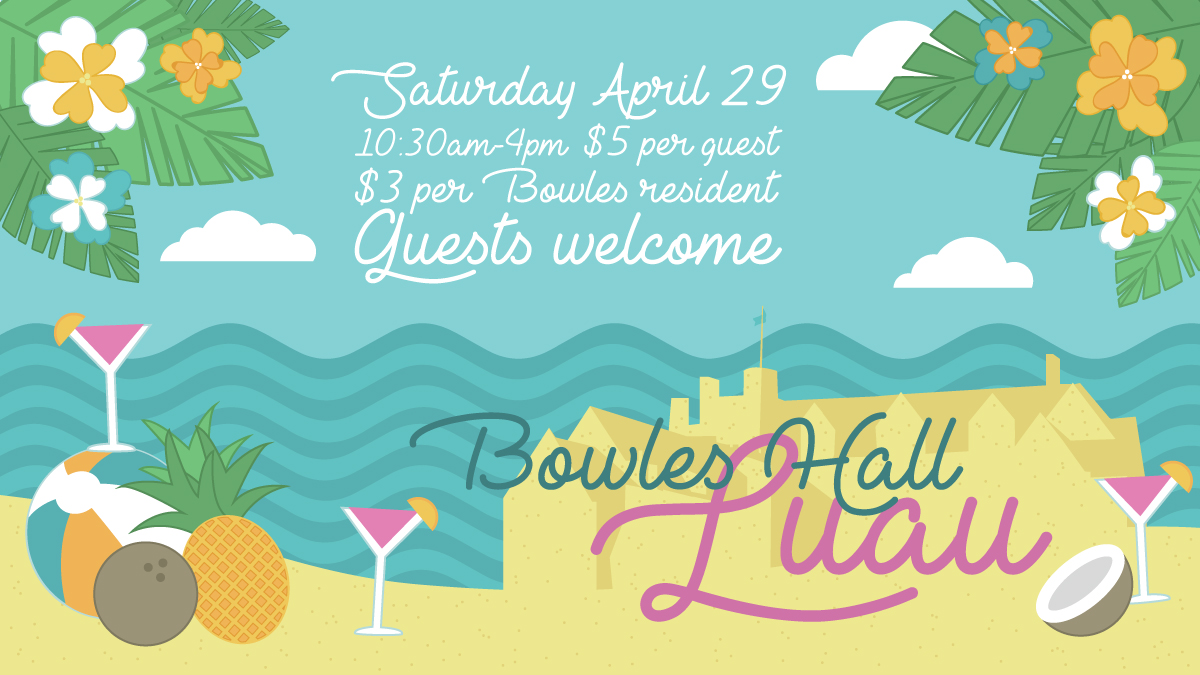 Saturday April 29
10:30am-4pm $5 per guest
$3 per Bowles resident
Guests welcome
Bowles Hall
Luau